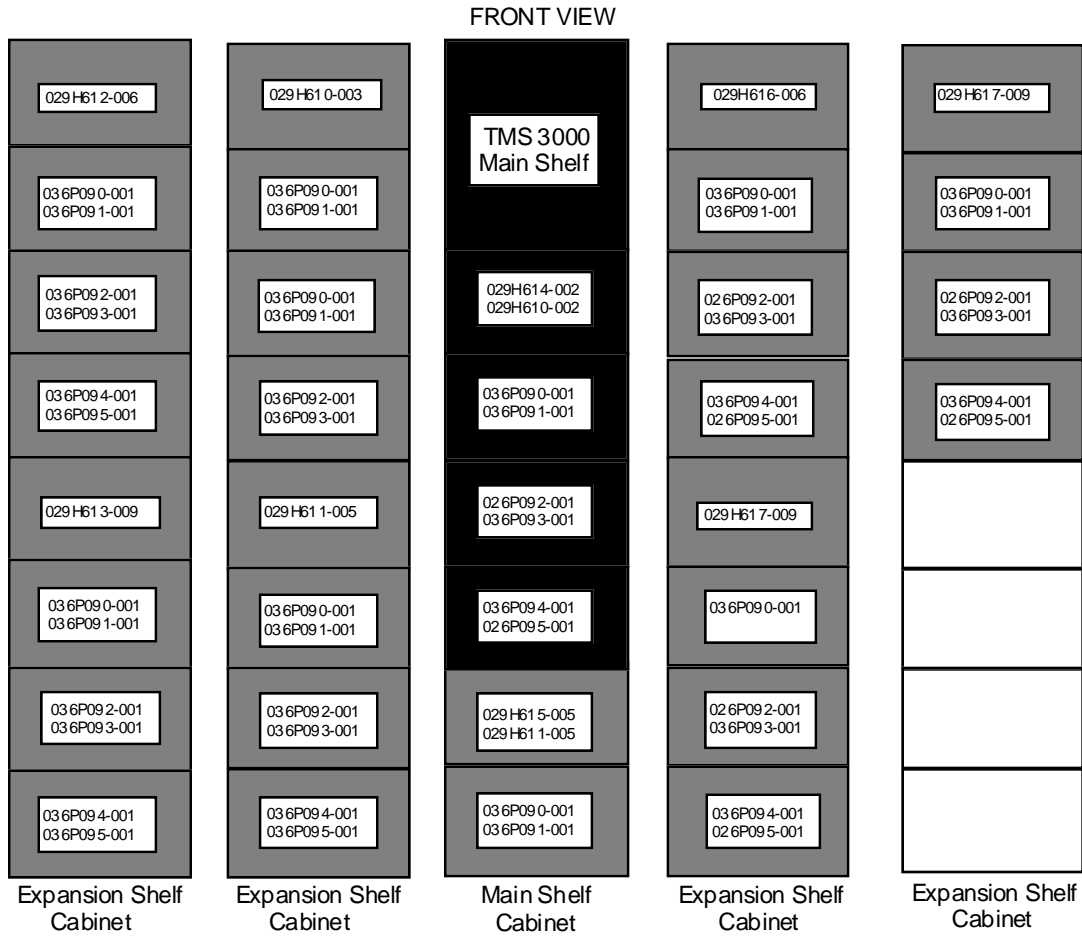 FRONT VIEW
029H612-006
036P090-001
036P091-001
036P092-001
036P093-001
036P094-001
036P095-001
029H613-009
036P090-001
036P091-001
036P092-001
036P093-001
036P094-001
036P095-001
Expansion Shelf
Cabinet
029H610-003
036P090-001
036P091-001
036P090-001
036P091-001
036P092-001
036P093-001
029H611-005
036P090-001
036P091-001
036P092-001
036P093-001
036P094-001
036P095-001
Expansion Shelf
Cabinet
TMS 3000
Main Shelf
029H614-002
029H610-002
036P090-001
036P091-001
026P092-001
036P093-001
036P094-001
026P095-001
029H615-005
029H611-005
036P090-001
036P091-001
Main Shelf
Cabinet
029H616-006
036P090-001
036P091-001
026P092-001
036P093-001
036P094-001
026P095-001
029H617-009
036P090-001
026P092-001
036P093-001
036P094-001
026P095-001
Expansion Shelf
Cabinet
029H617-009
036P090-001
036P091-001
026P092-001
036P093-001
036P094-001
026P095-001
Expansion Shelf
Cabinet